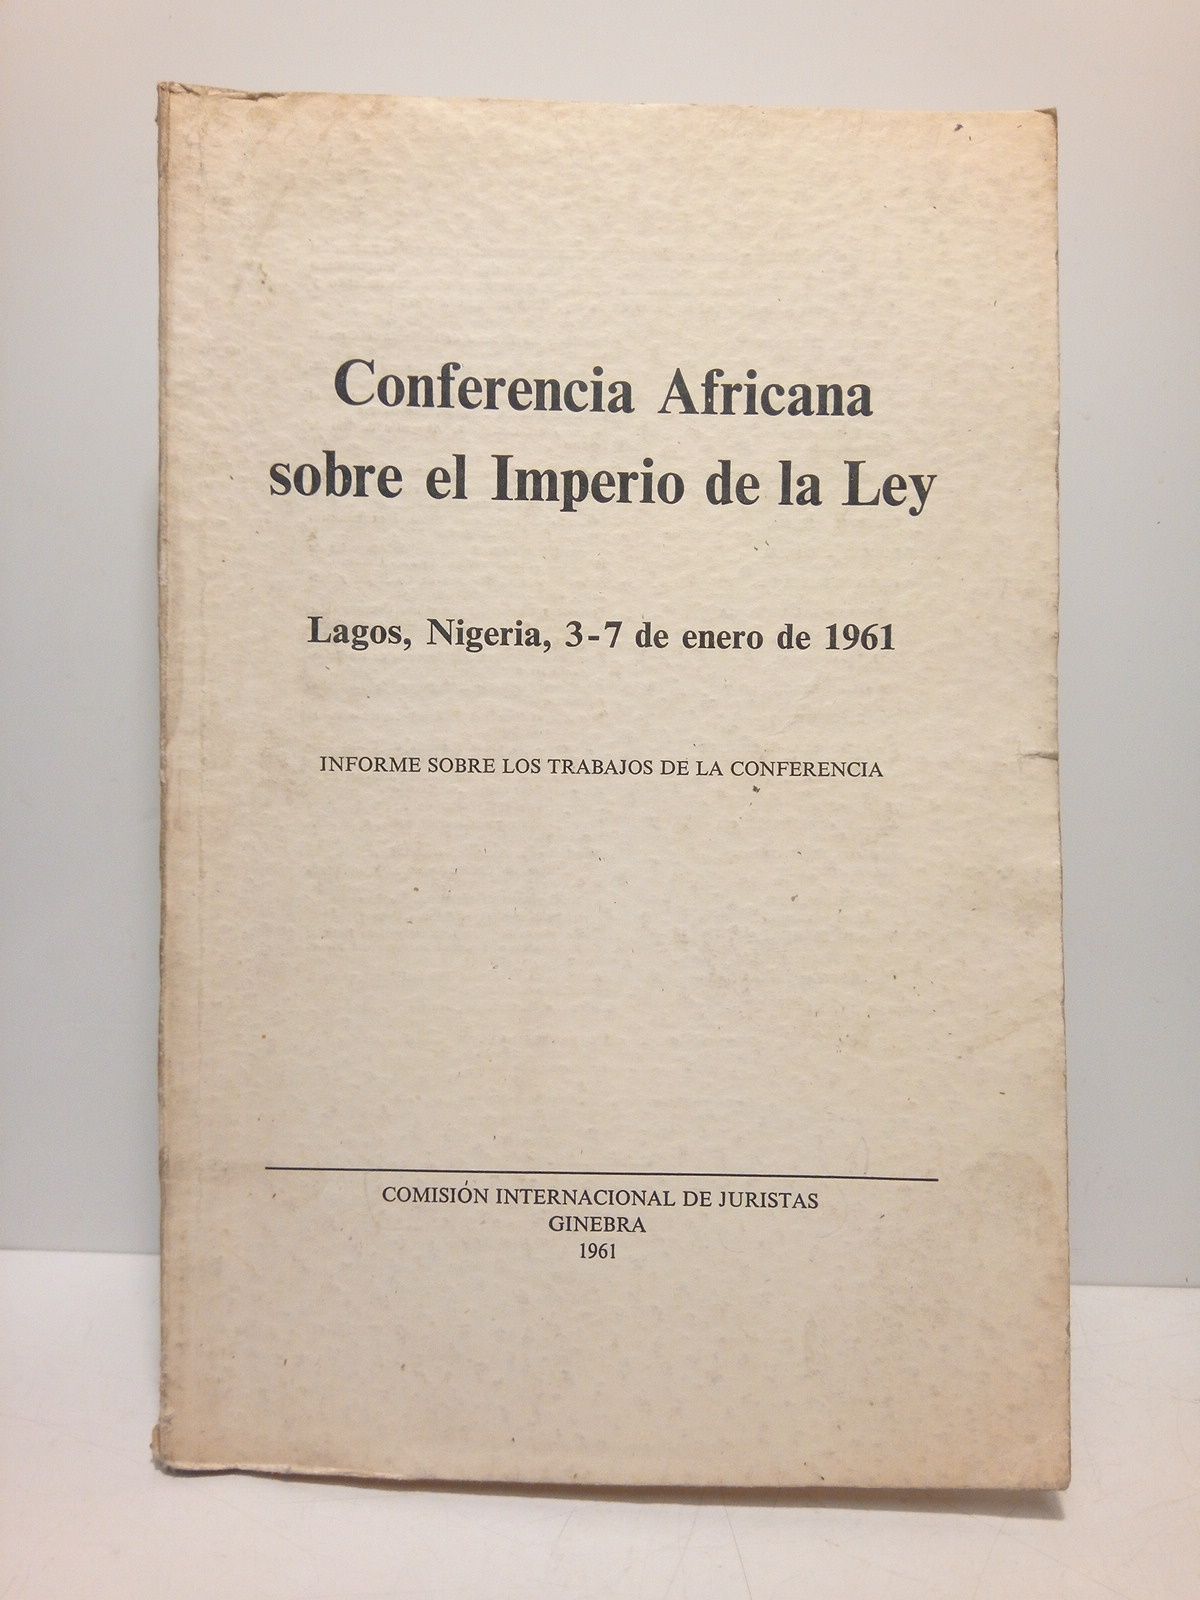 Conferencia Africana
sobre el Imperio de la Ley
Lagos, Nigeria, 3-7 de enero de 1961
INFORME SOBRE LOS TRABAJOS DE LA CONFERENCIA
COMISIÓN INTERNACIONAL DE JURISTAS
GINEBRA
1961